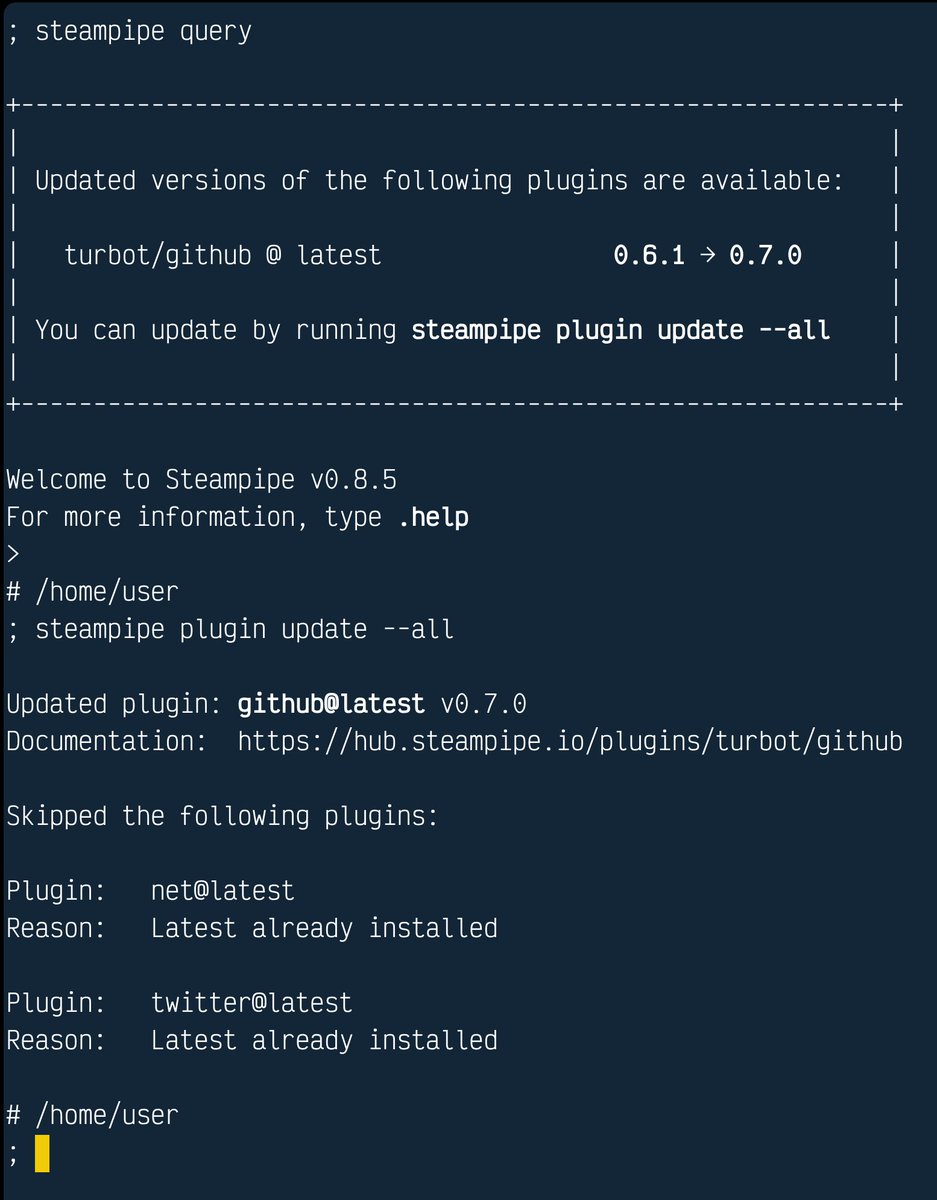 ; steampipe query
+------------------------------------------------------------+
| |
| Updated versions of the following plugins are available: |
| |
| turbot/github @ latest 0.6.1 → 0.7.0 |
| |
| You can update by running steampipe plugin update --all |
| |
+------------------------------------------------------------+
Welcome to Steampipe v0.8.5
For more information, type .help
>
# /home/user
; steampipe plugin update --all
Updated plugin: github@latest v0.7.0
Documentation: https://hub.steampipe.io/plugins/turbot/github
Skipped the following plugins:
Plugin: net@latest
Reason: Latest already installed
Plugin: twitter@latest
Reason: Latest already installed
# /home/user
;